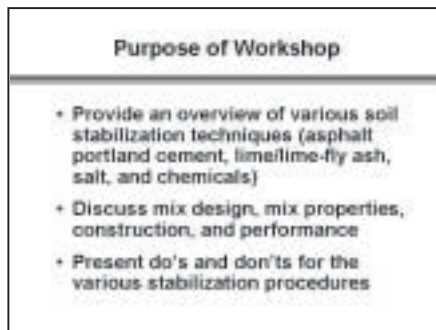 Purpose of Workshop
• Provide an overview of various soil
stabilization techniques (asphalt
portland cement, lime/lime-fly ash,
salt, and chemicals)
• Discuss mix design, mix properties,
construction, and performance
• Present do's and don'ts for the
various stabilization procedures